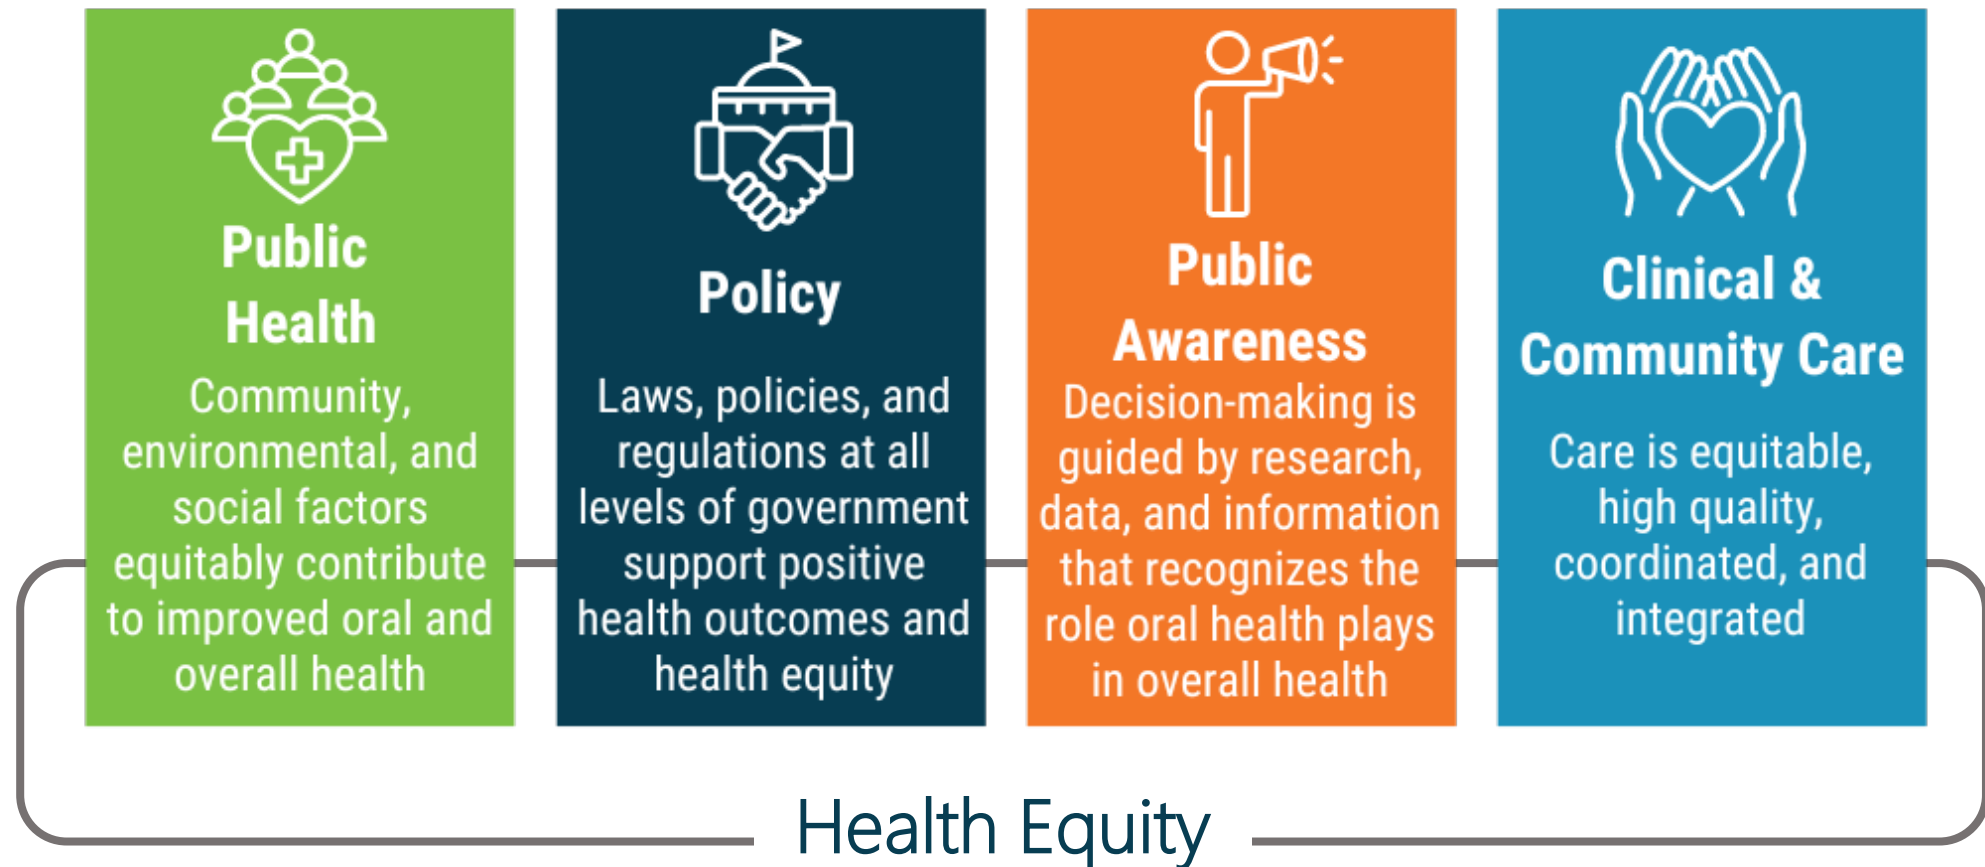 Public
Health
Community,
environmental, and
social factors
equitably contribute
to improved oral and
overall health
Policy
Laws, policies, and
regulations at all
levels of government
support positive
health outcomes and
health equity
Public
Awareness
Decision-making is
guided by research,
data, and information
that recognizes the
role oral health plays
in overall health
Clinical &
Community Care
Care is equitable,
high quality,
coordinated, and
integrated
Health Equity